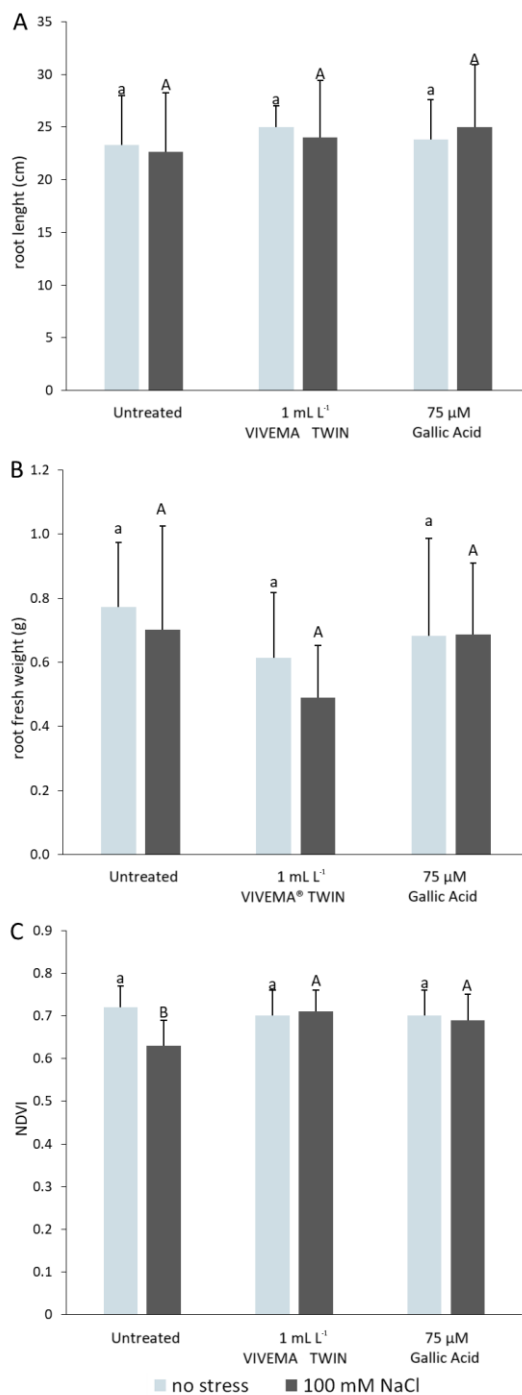 A
35
30
25
20
15
10
5
0
root lenght (cm)
a A a A a A
Untreated 1 mL L-1 75 µM
VIVEMA TWIN Gallic Acid
B
1.2
1.0
0.8
0.6
0.4
0.2
0.0
root fresh weight (g)
a A a A a A
Untreated 1 mL L-1 75 µM
VIVEMA® TWIN Gallic Acid
C
0.9
0.8
0.7
0.6
0.5
0.4
0.3
0.2
0.1
0
NDVI
a B a A a A
Untreated 1 mL L-1 75 µM
VIVEMA TWIN Gallic Acid
no stress 100 mM NaCl